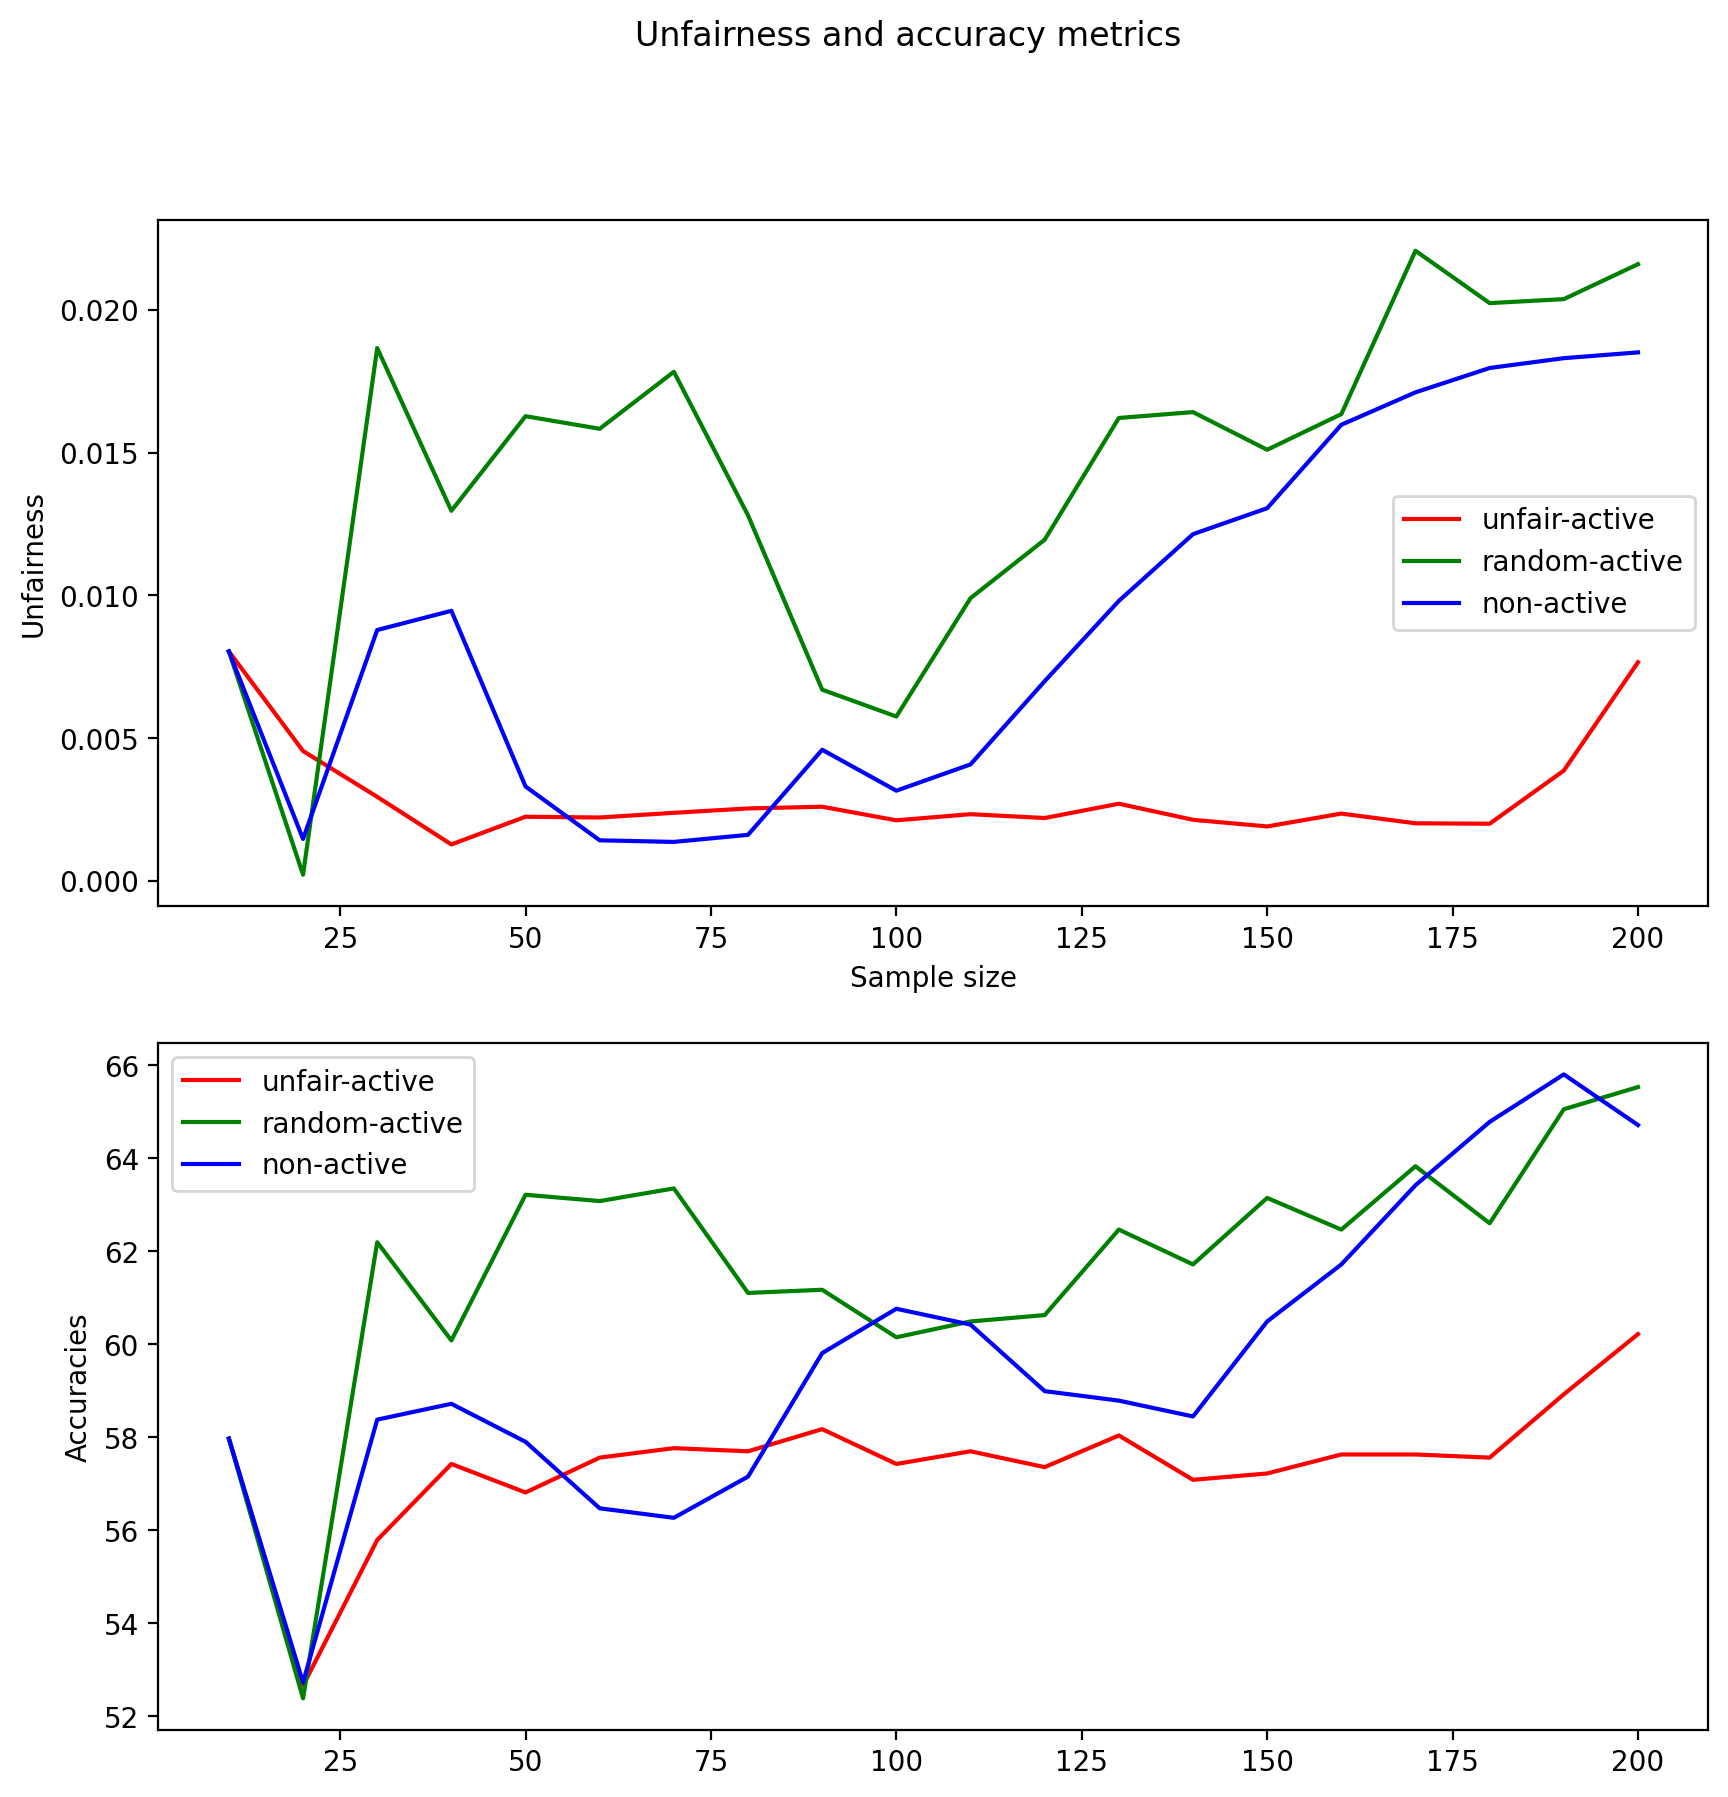 Unfairness and accuracy metrics
Unfairness
0.020
0.015
0.010
0.005
0.000
unfair-active
random-active
non-active
25 50 75 100 125 150 175 200
Sample size
Accuracies
66
64
62
60
58
56
54
52
unfair-active
random-active
non-active
25 50 75 100 125 150 175 200